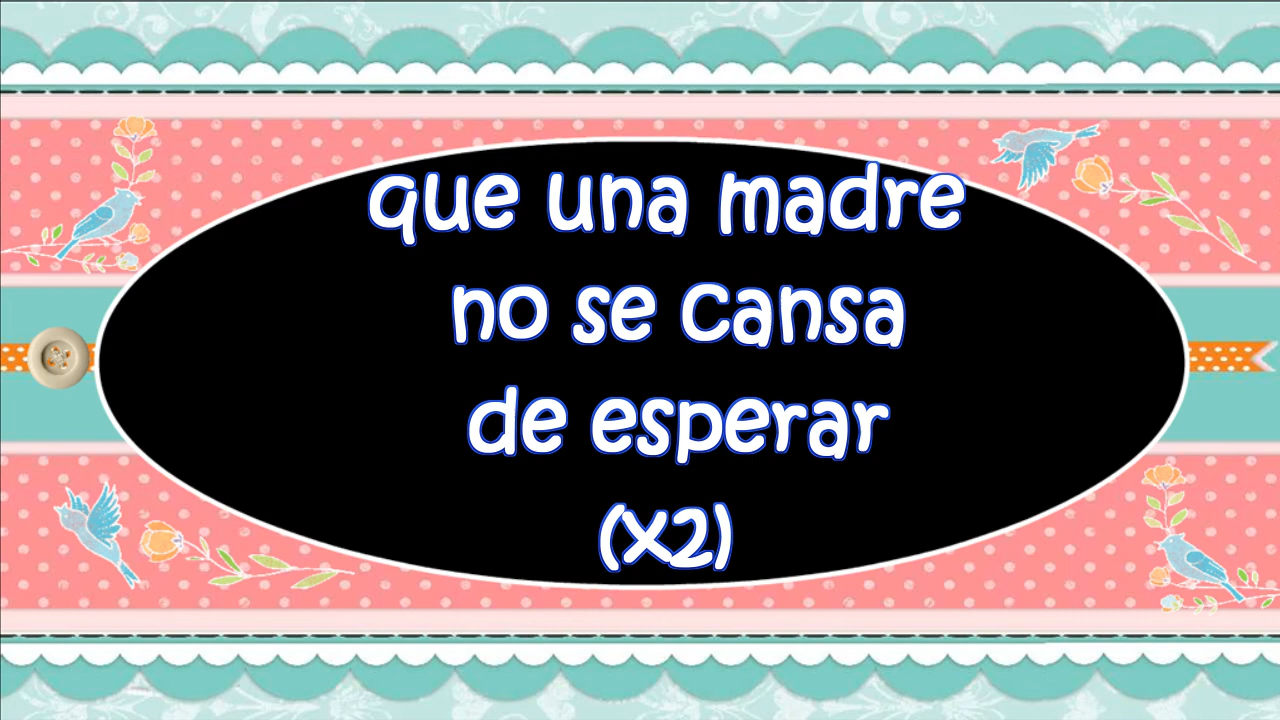 que una madre
no se cansa
de esperar
(x2)